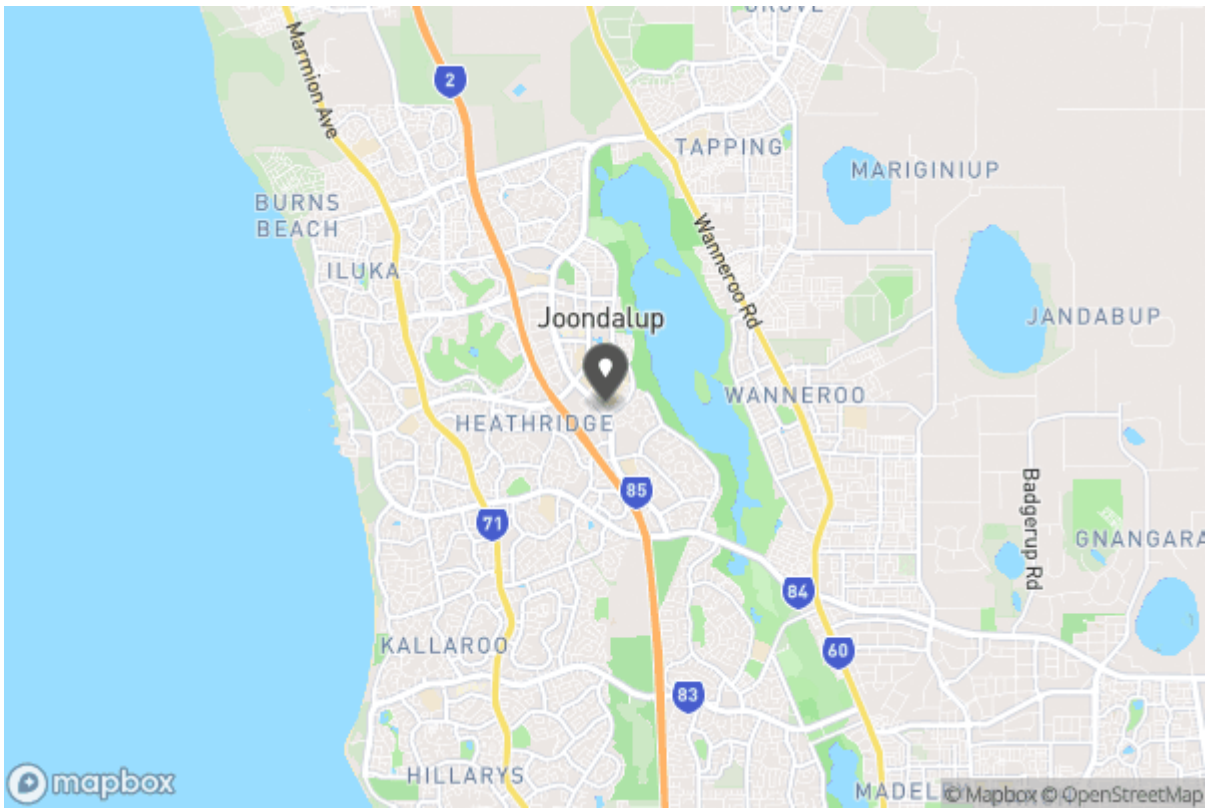 GROVE
Marmion Ave
2
TAPPING
MARIGINIUP
BURNS
BEACH
Wanneroo Rd
ILUKA
Joondalup
JANDABUP
WANNEROO
HEATHRIDGE
85
Badgerup Rd
71
GNANGARA
84
KALLAROO
60
83
HILLARYS
mapbox
© Mapbox © OpenStreetMap